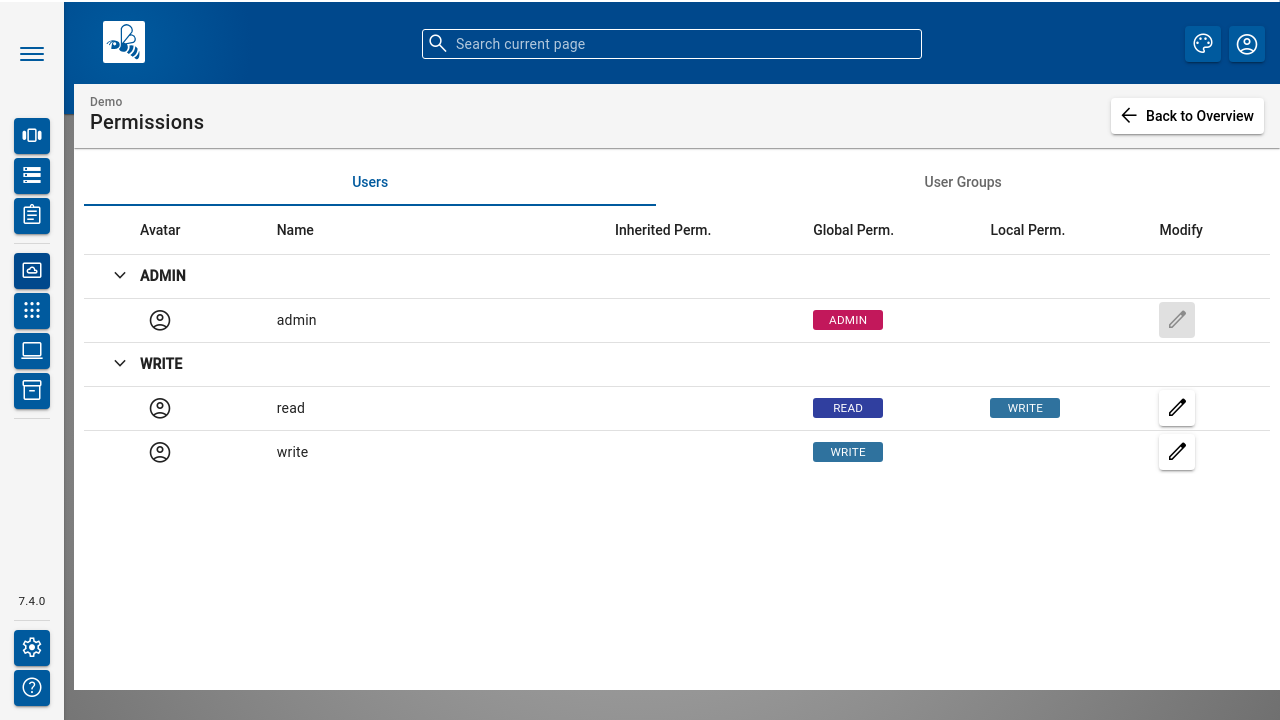 Search current page
Demo
Permissions
Back to Overview
Users
User Groups
Avatar Name Inherited Perm. Global Perm. Local Perm. Modify
ADMIN
admin ADMIN
WRITE
read READ WRITE
write WRITE
7.4.0